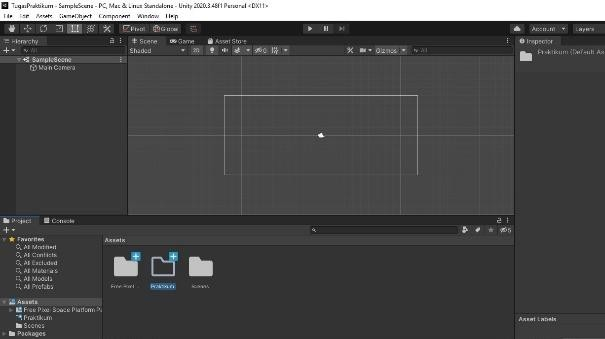 TugasPraktikum - SampleScene - PC, Mac & Linux Standalone - Unity 2020.3.48f1 Personal <DX11>
File Edit Assets GameObject Component Window Help
Pivot Global Account Layers
Hierarchy Scene Game Asset Store Inspector
All Shaded 2D 0 Gizmos All Praktikum (Default As
SampleScene
Main Camera
Project Console
Favorites Assets
All Modified
All Conflicts
All Excluded
All Materials
All Models
All Prefabs
Free Pixel ... Praktikum Scenes
Assets
Free Pixel Space Platform Pa
Praktikum
Scenes
Packages
Asset Labels